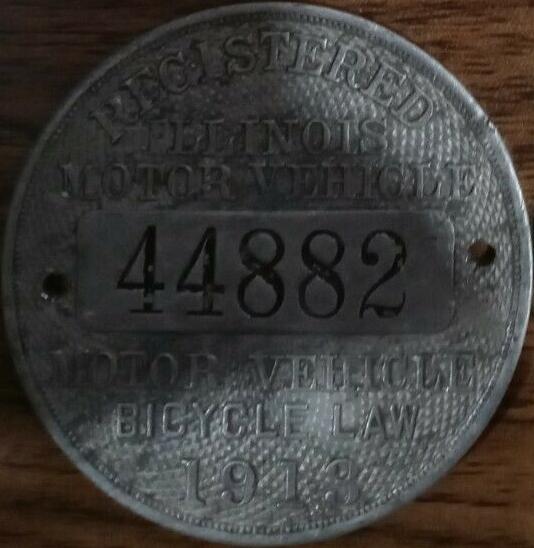 REGISTERED
ILLINOIS
MOTOR VEHICLE
44882
MOTOR VEHICLE
BICYCLE LAW
1913